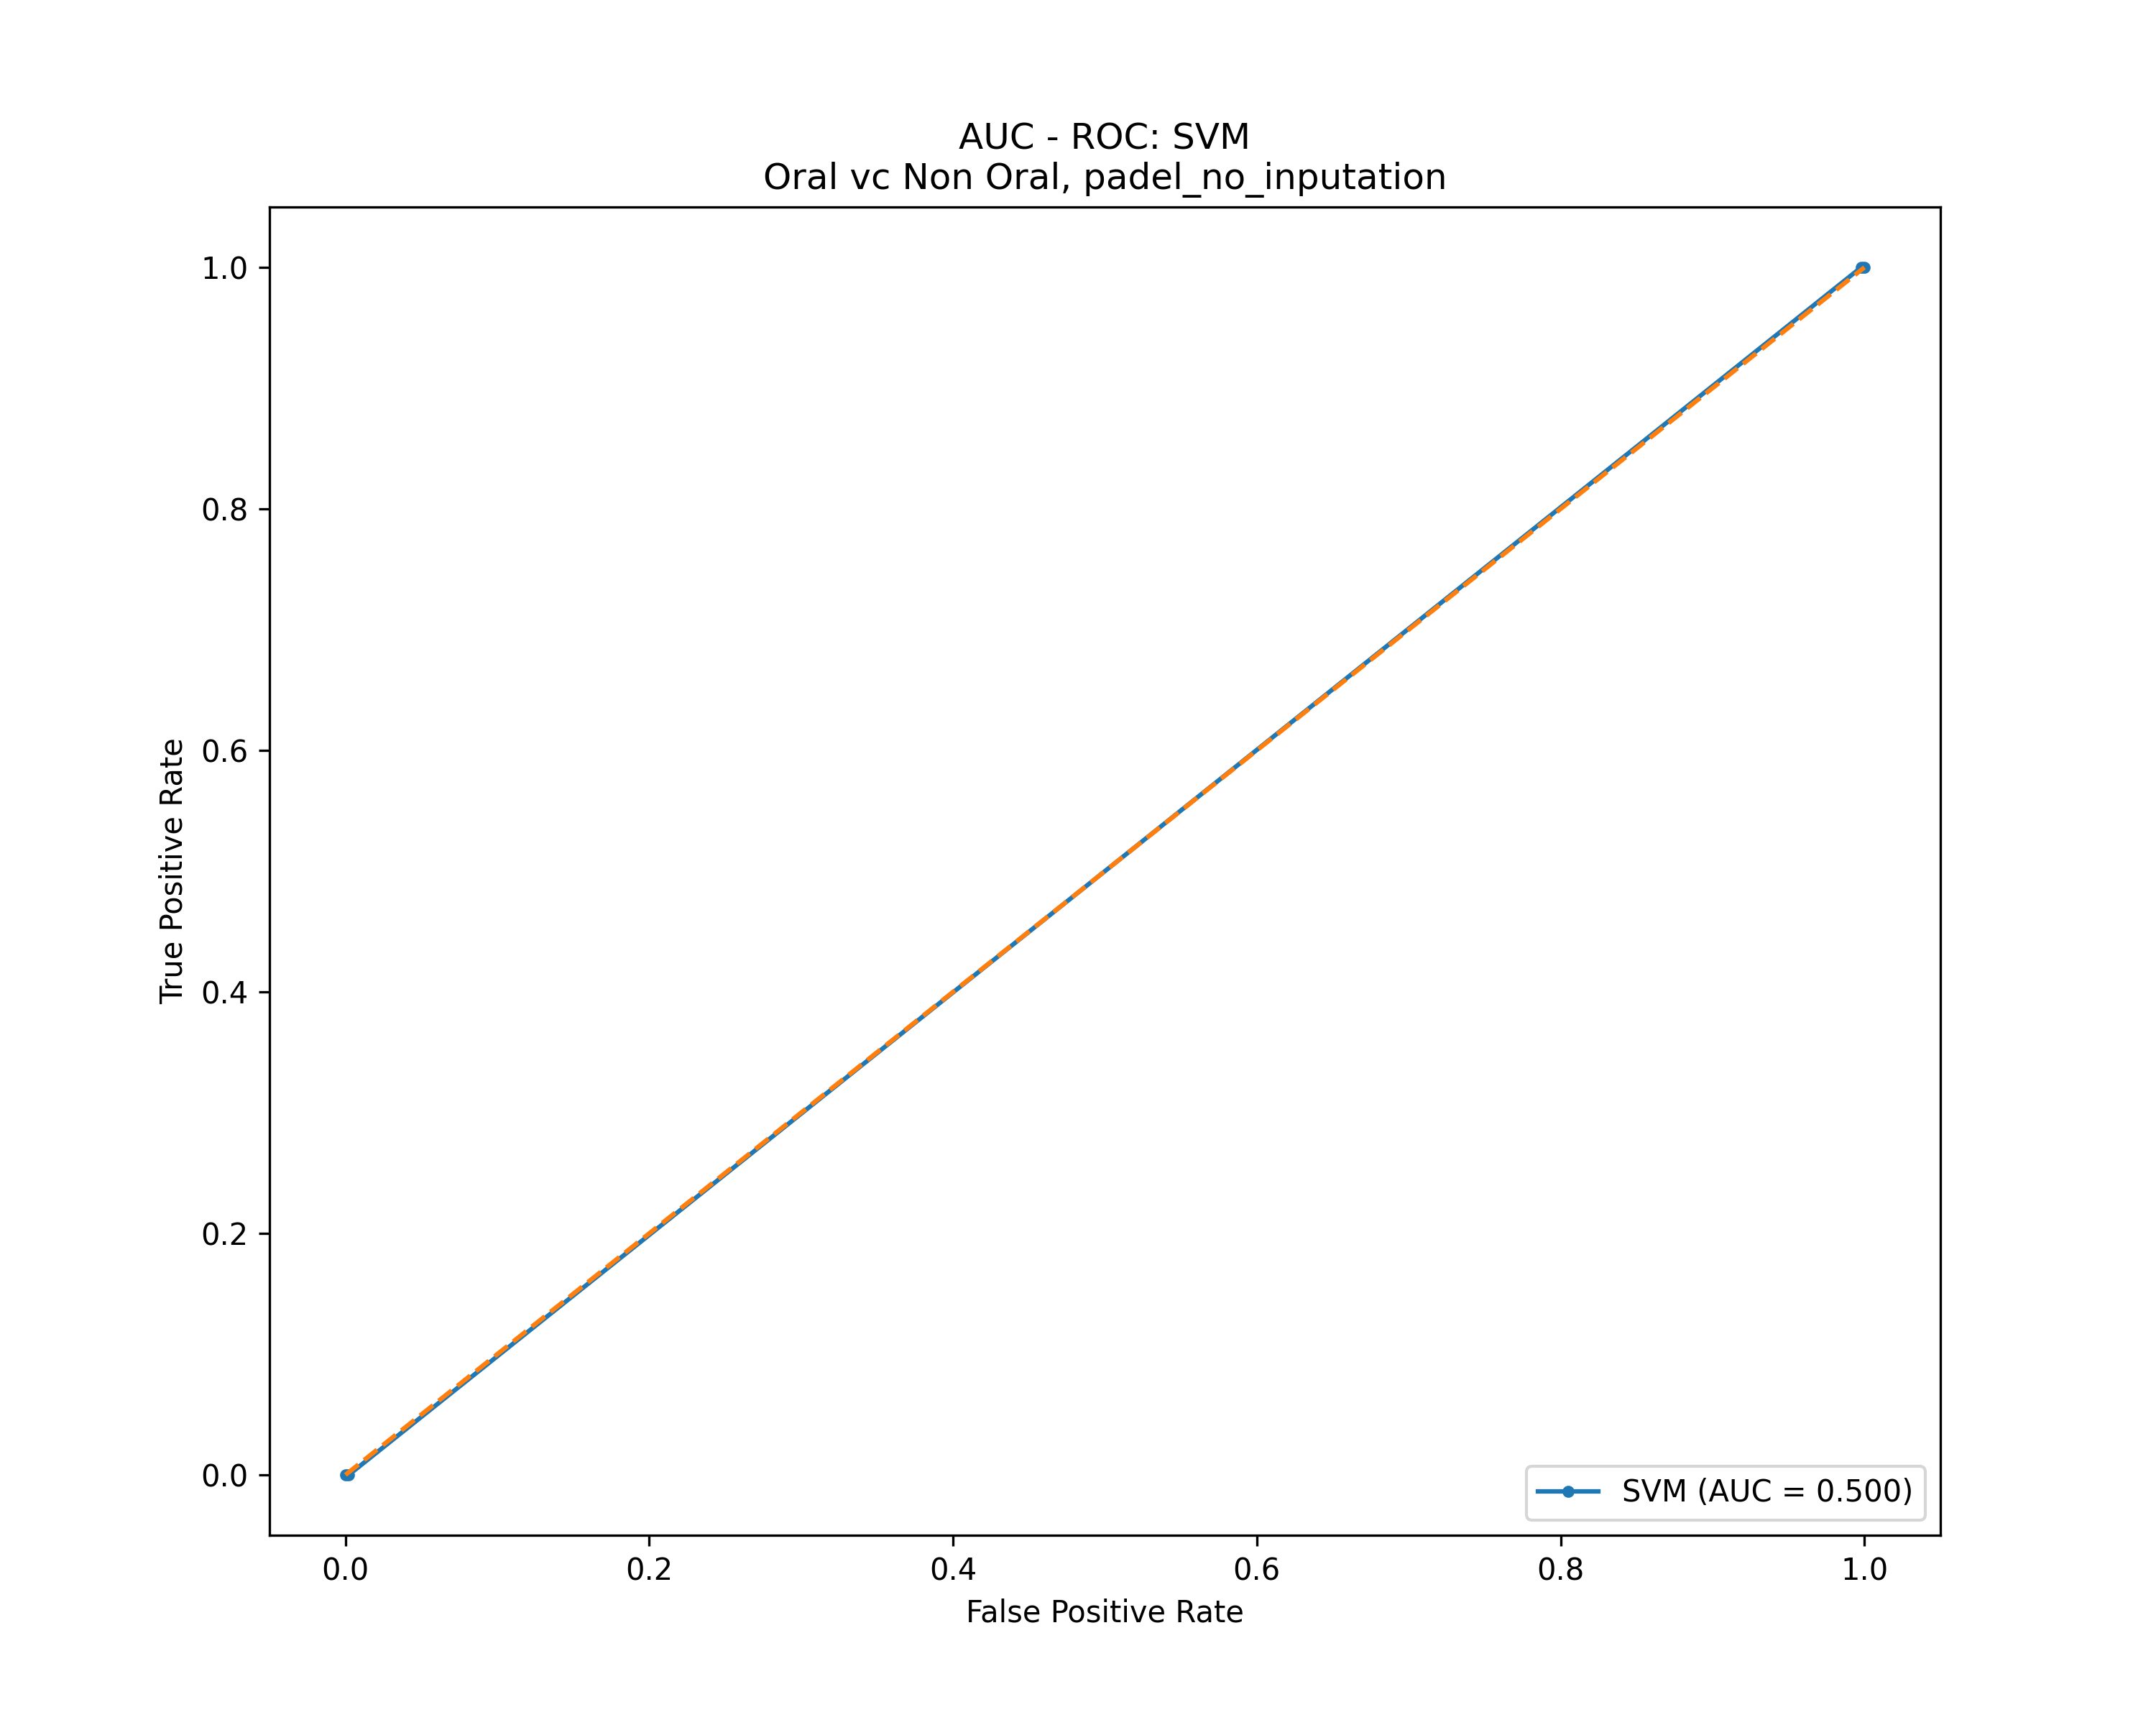 AUC - ROC: SVM
Oral vc Non Oral, padel_no_inputation
True Positive Rate
1.0
0.8
0.6
0.4
0.2
0.0
SVM (AUC = 0.500)
0.0 0.2 0.4 0.6 0.8 1.0
False Positive Rate